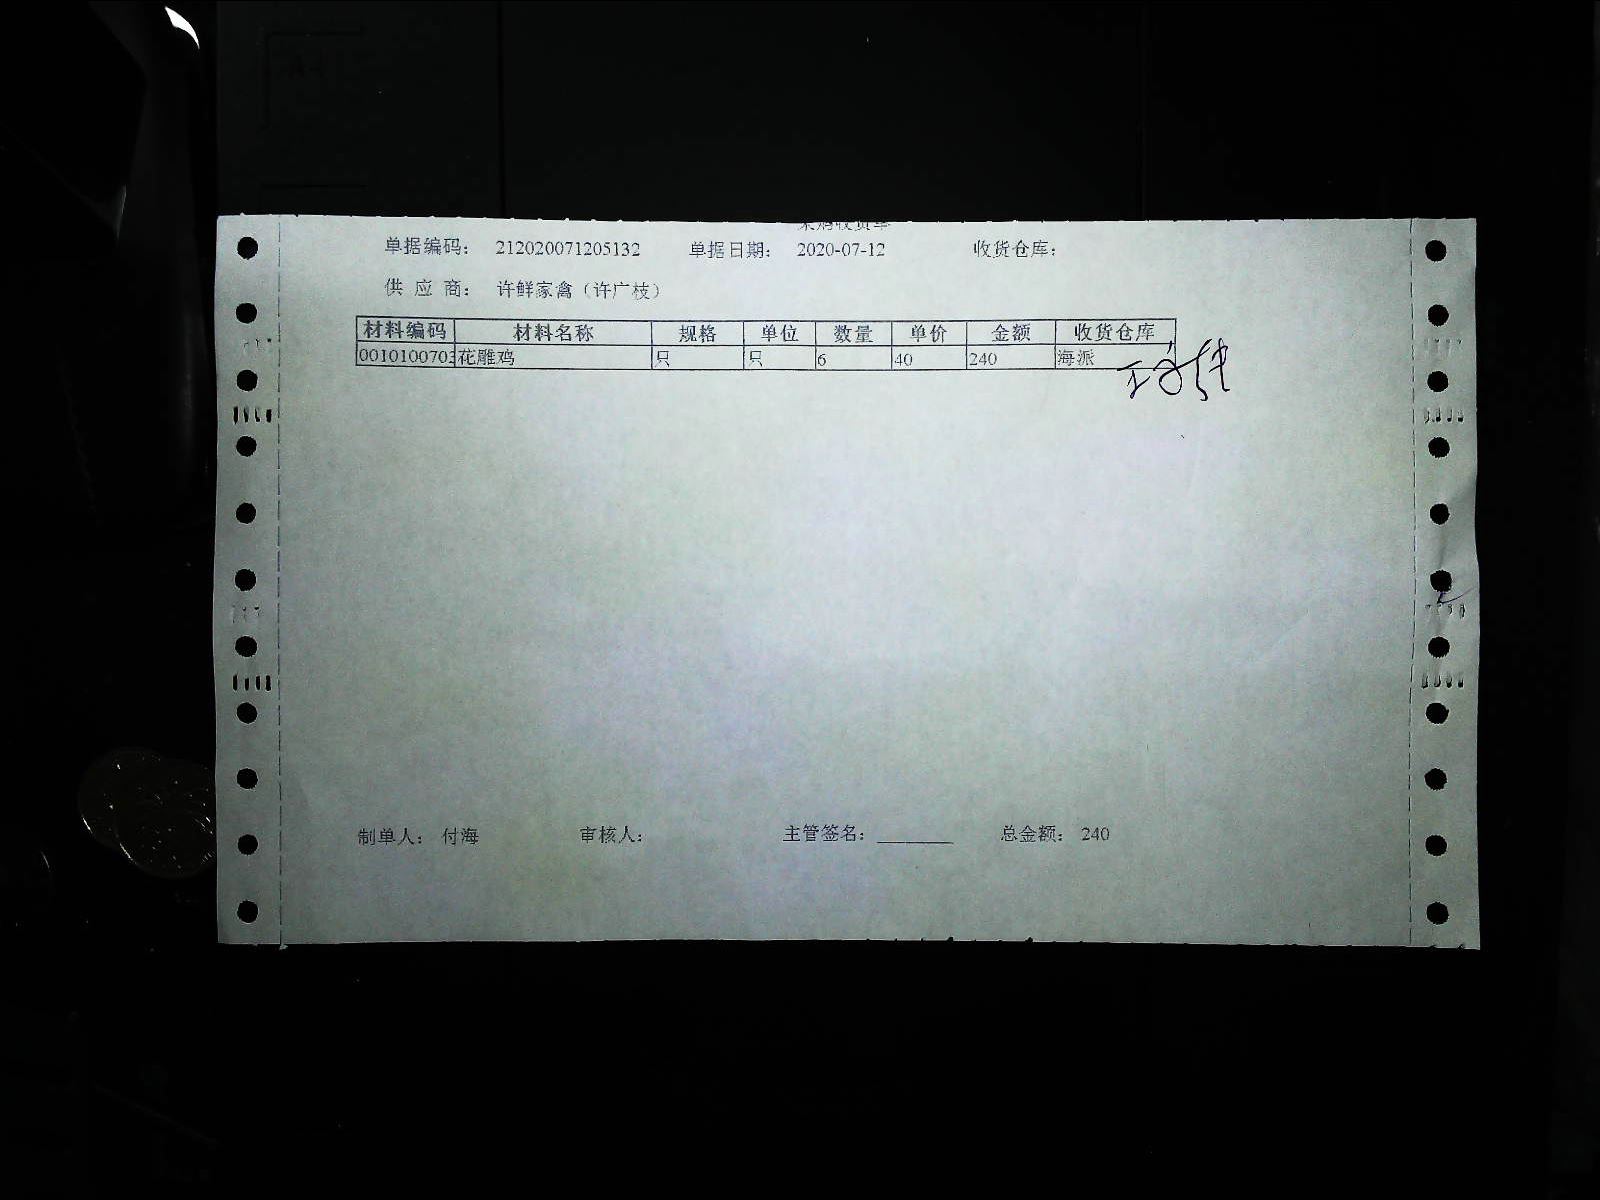 单据编码： 212020071205132 单据日期： 2020-07-12 收货仓库：
供 应 商： 许鲜家禽（许广枝）
材料编码 材料名称 规格 单位 数量 单价 金额 收货仓库
0010100703 花雕鸡 只 只 6 40 240 海派
制单人： 付海 审核人： 主管签名： 总金额： 240